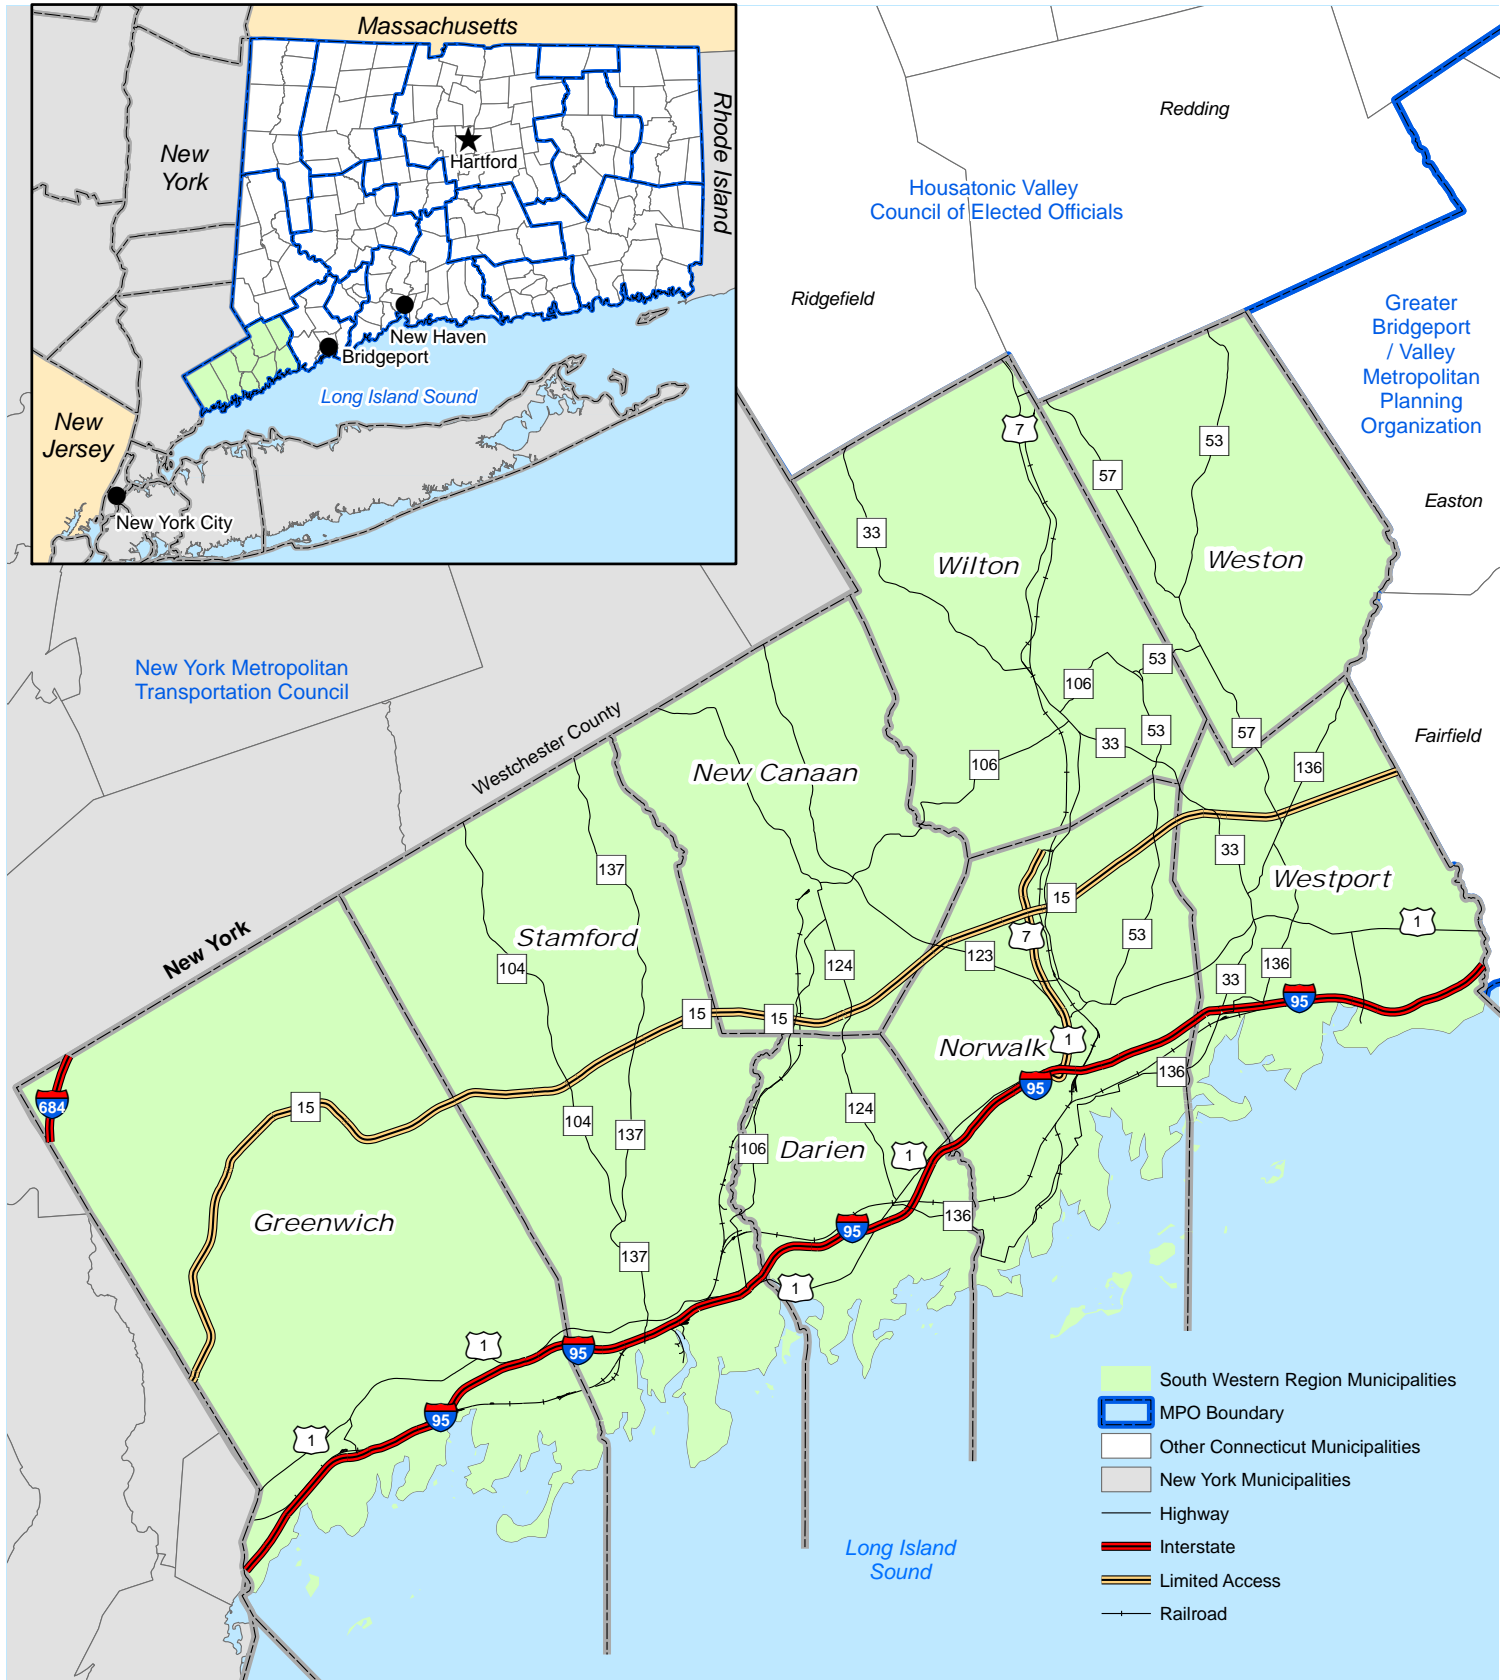 Massachusetts
New
York
Rhode Island
Hartford
New Haven
Bridgeport
Long Island Sound
New
Jersey
New York City
Redding
Housatonic Valley
Council of Elected Officials
Ridgefield
Greater
Bridgeport
/ Valley
Metropolitan
Planning
Organization
Easton
Fairfield
New York Metropolitan
Transportation Council
Westchester County
New York
7
53
57
33
Wilton
Weston
53
106
53
57
33
106
136
New Canaan
137
33
Westport
15
1
Stamford
7
53
123
124
104
136
33
95
15
15
1
Norwalk
95
136
684
15
104
137
124
106
Darien
1
Greenwich
136
95
137
1
1
95
95
1
South Western Region Municipalities
MPO Boundary
Other Connecticut Municipalities
New York Municipalities
Highway
Interstate
Limited Access
Railroad
Long Island
Sound